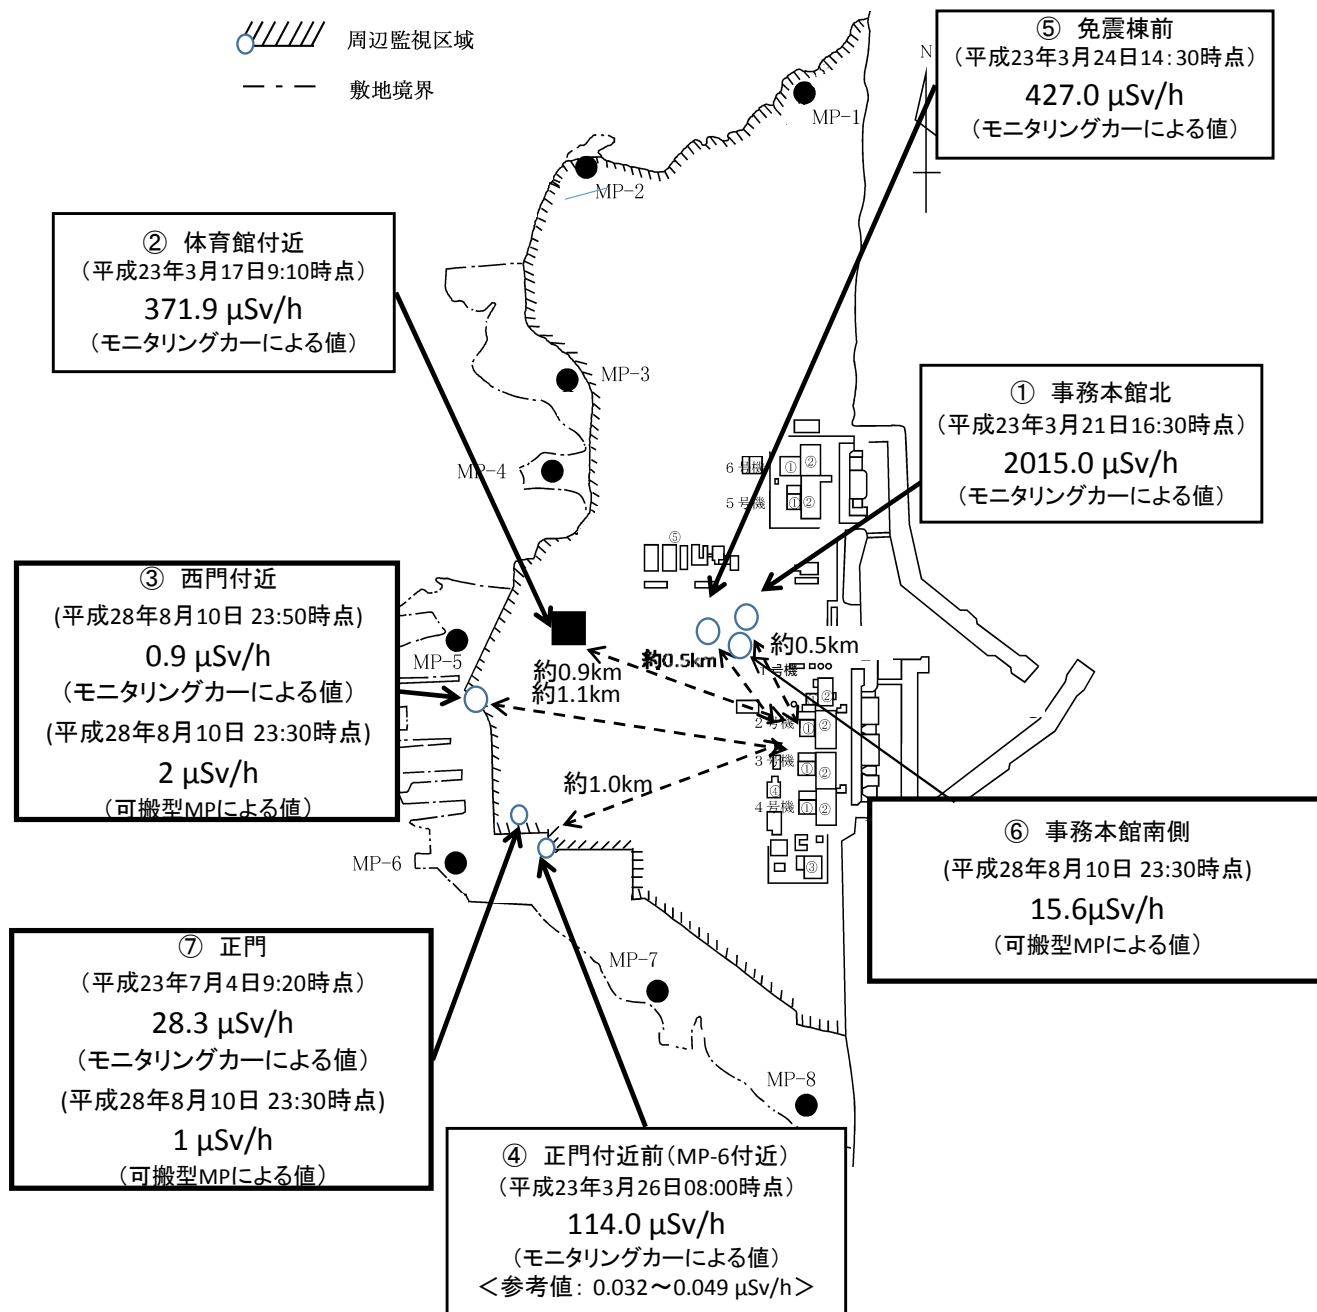 周辺監視区域
敷地境界
⑤ 免震棟前
（平成23年3月24日14:30時点）
427.0 μSv/h
（モニタリングカーによる値）
N
MP-1
MP-2
② 体育館付近
（平成23年3月17日9:10時点）
371.9 μSv/h
（モニタリングカーによる値）
MP-3
① 事務本館北
（平成23年3月21日16:30時点）
2015.0 μSv/h
（モニタリングカーによる値）
MP-4
6号機
① ②
5号機
① ②
⑤
③ 西門付近
(平成28年8月10日 23:50時点)
0.9 μSv/h
（モニタリングカーによる値）
(平成28年8月10日 23:30時点)
2 μSv/h
（可搬型MPによる値）
MP-5
約0.9km
約1.1km
約0.5km
約0.5km
1号機
②
2号機
① ②
3号機
① ②
④
4号機
① ②
③
約1.0km
MP-6
⑥ 事務本館南側
(平成28年8月10日 23:30時点)
15.6μSv/h
（可搬型MPによる値）
⑦ 正門
（平成23年7月4日9:20時点）
28.3 μSv/h
（モニタリングカーによる値）
(平成28年8月10日 23:30時点)
1 μSv/h
（可搬型MPによる値）
MP-7
MP-8
④ 正門付近前（MP-6付近）
（平成23年3月26日08:00時点）
114.0 μSv/h
（モニタリングカーによる値）
＜参考値: 0.032～0.049 μSv/h＞